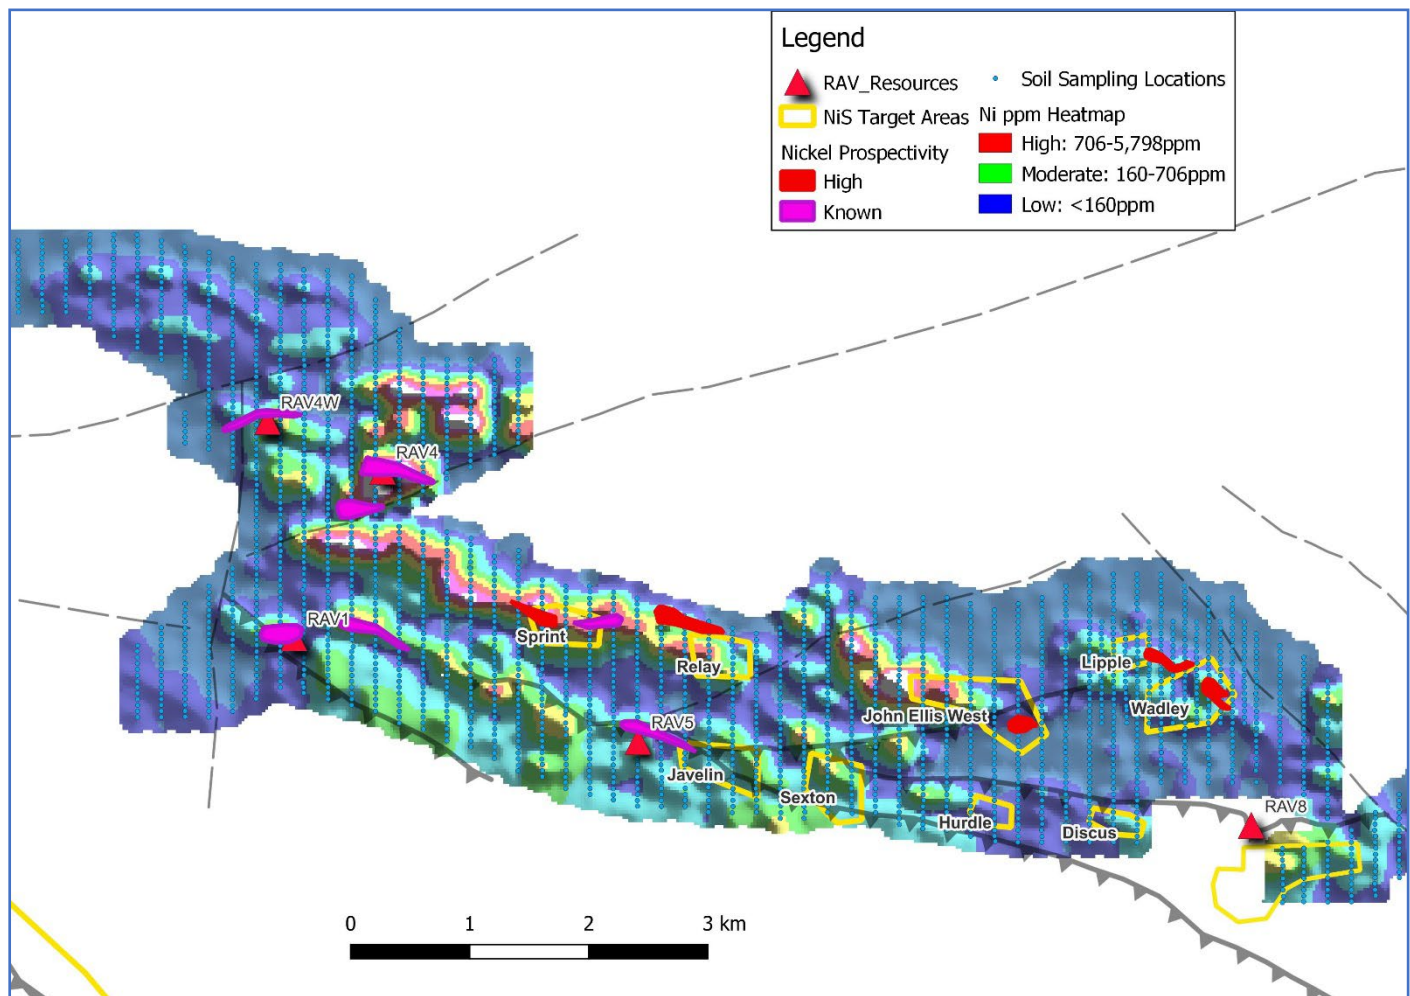 Legend
RAV_Resources
NiS Target Areas
Nickel Prospectivity
High
Known
Soil Sampling Locations
Ni ppm Heatmap
High: 706-5,798ppm
Moderate: 160-706ppm
Low: <160ppm
RAV4W
RAV4
RAV1
Sprint
Relay
Lipple
Wadley
John Ellis West
RAV5
Javelin
Sexton
Hurdle
Discus
RAV8
0 1 2 3 km